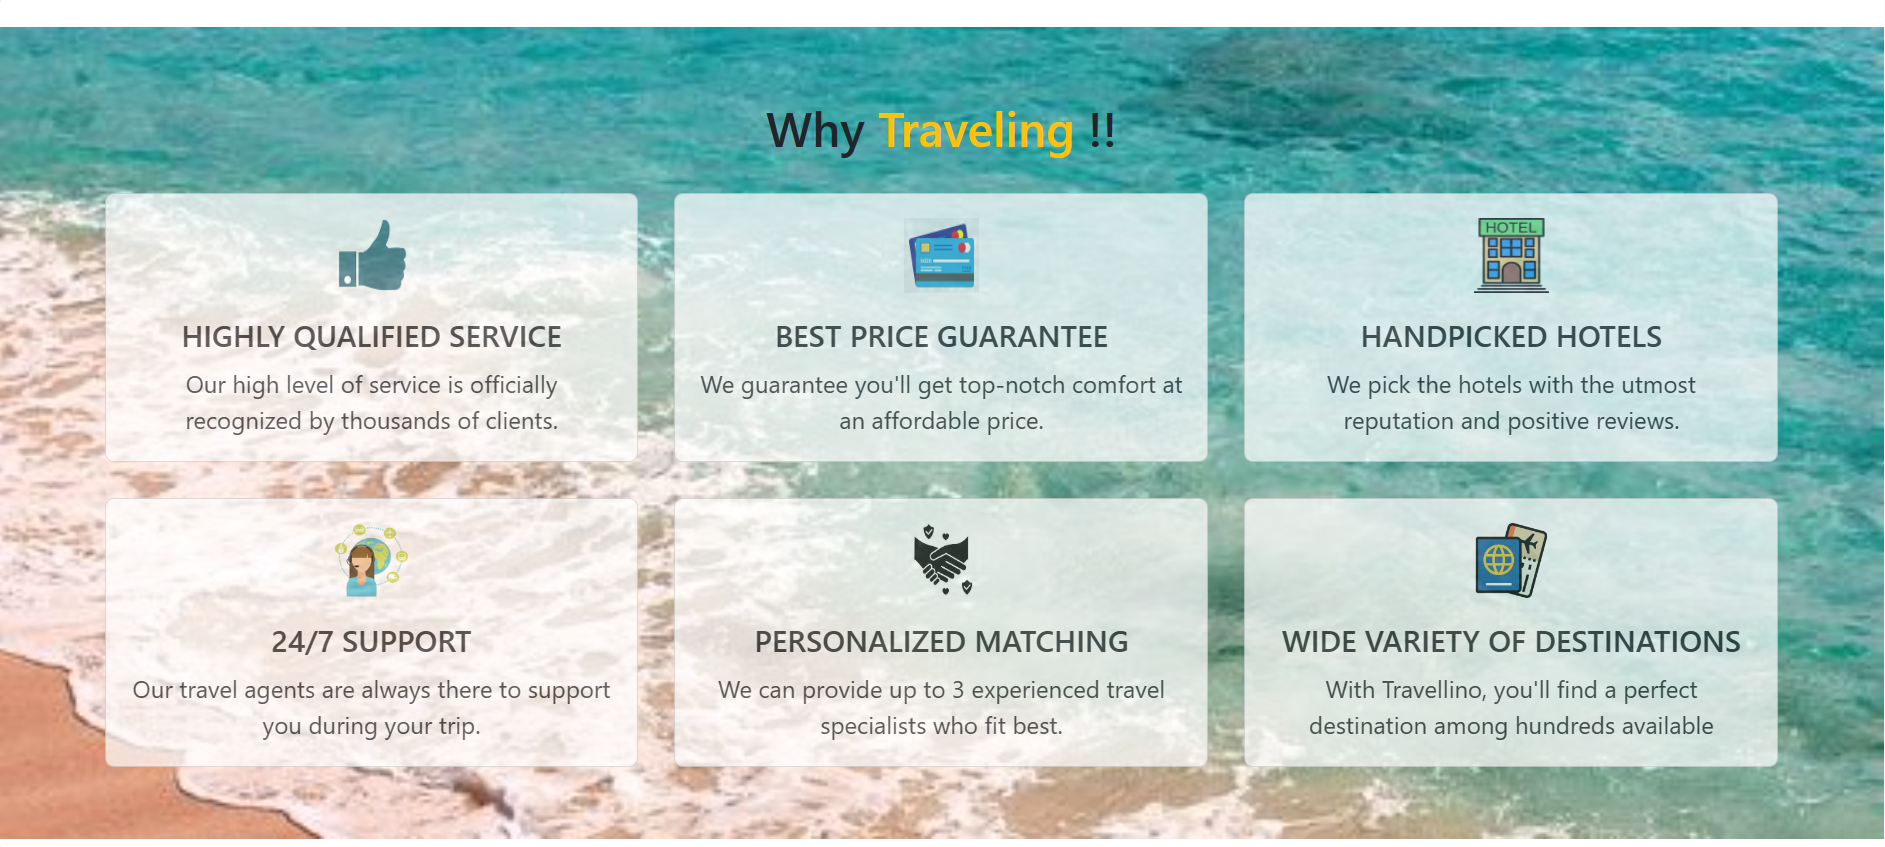 Why Traveling !!
HOTEL
HIGHLY QUALIFIED SERVICE
Our high level of service is officially
recognized by thousands of clients.
BEST PRICE GUARANTEE
We guarantee you'll get top-notch comfort at
an affordable price.
HANDPICKED HOTELS
We pick the hotels with the utmost
reputation and positive reviews.
24/7 SUPPORT
Our travel agents are always there to support
you during your trip.
PERSONALIZED MATCHING
We can provide up to 3 experienced travel
specialists who fit best.
WIDE VARIETY OF DESTINATIONS
With Travellino, you'll find a perfect
destination among hundreds available